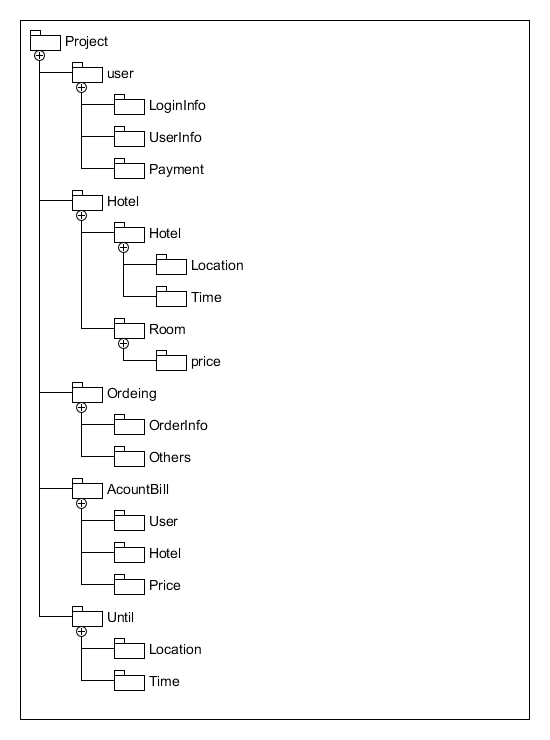 Project
user
LoginInfo
UserInfo
Payment
Hotel
Hotel
Location
Time
Room
price
Ordeing
OrderInfo
Others
AcountBill
User
Hotel
Price
Until
Location
Time